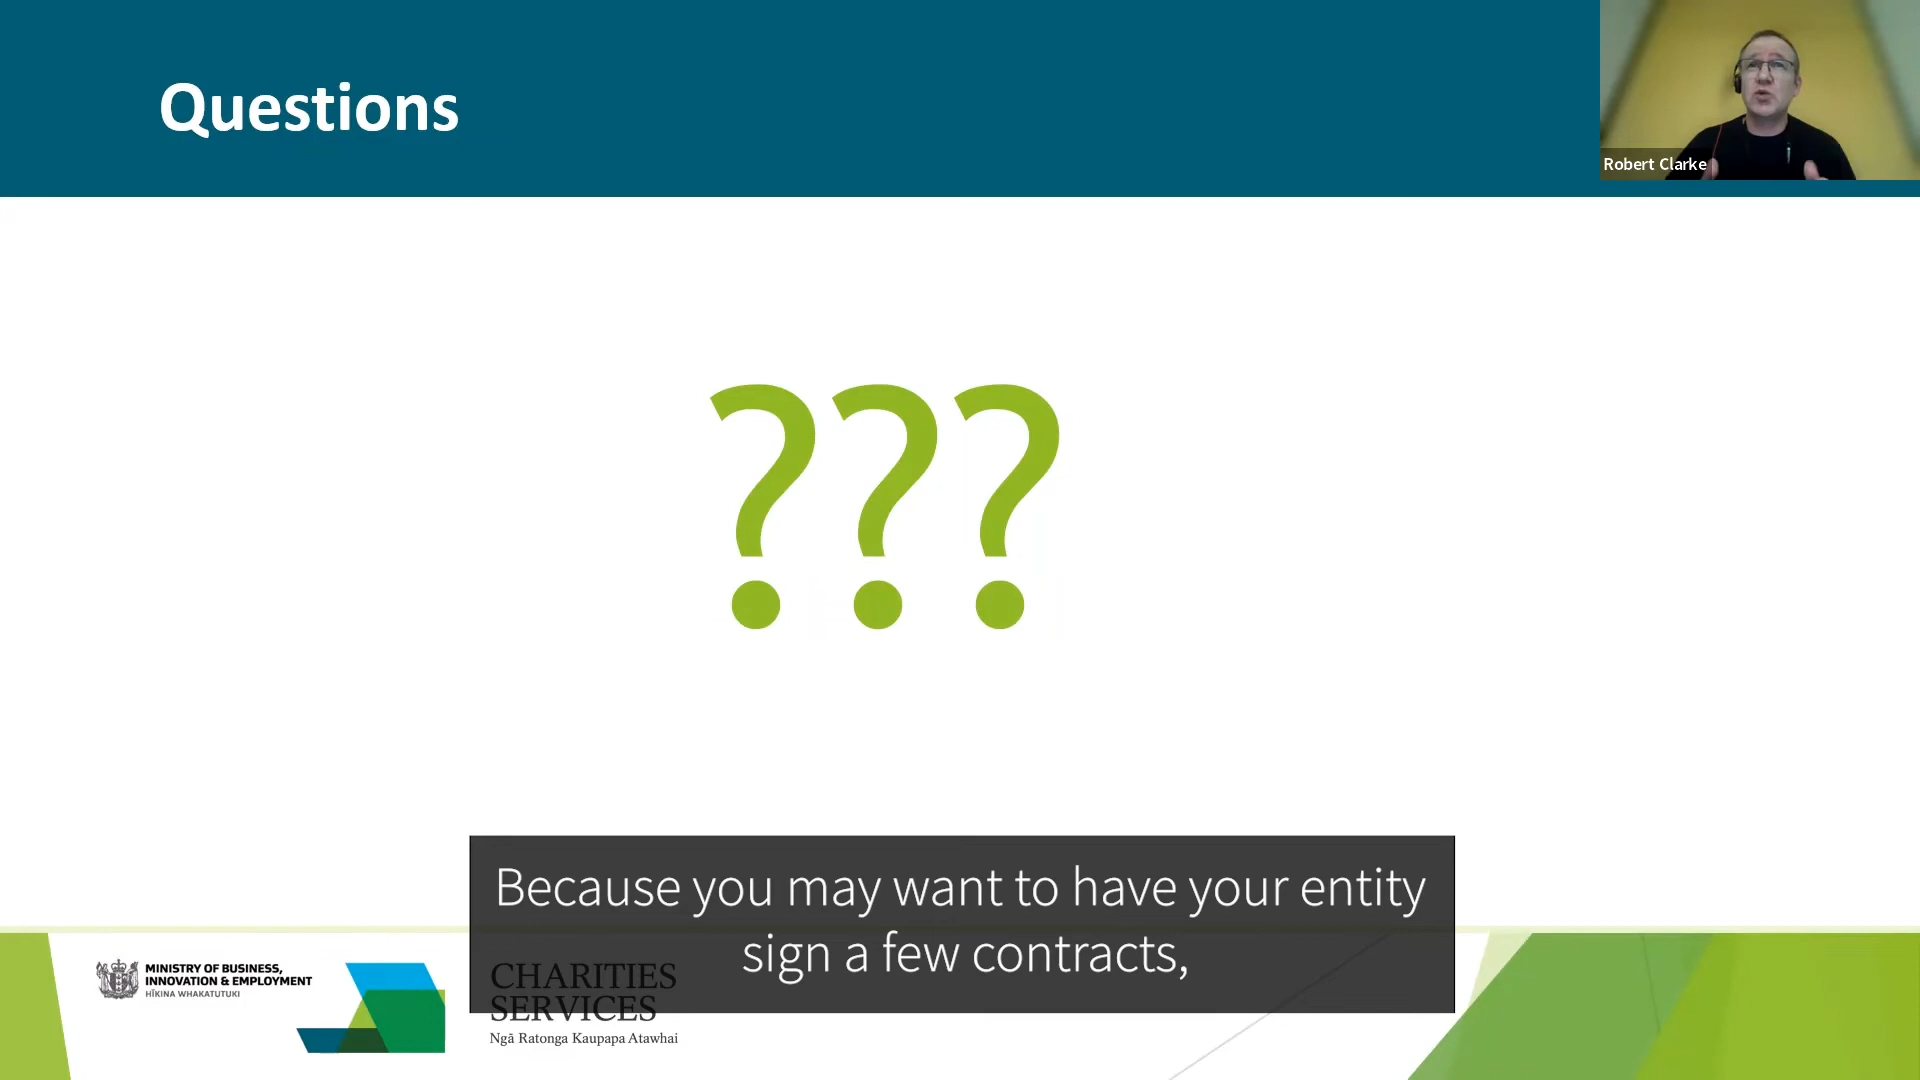 Questions
Robert Clarke
???
Because you may want to have your entity
sign a few contracts,
MINISTRY OF BUSINESS,
INNOVATION & EMPLOYMENT
HĪKINA WHAKATUTUKI
CHARITIES
SERVICES
Ngā Ratonga Kaupapa Atawhai